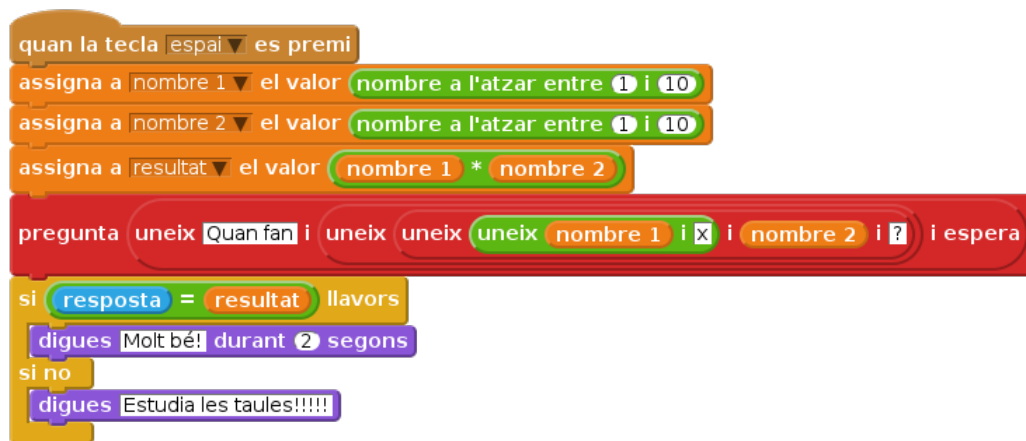 quan la tecla espai es premi
assigna a nombre 1 el valor nombre a l'atzar entre 1 i 10
assigna a nombre 2 el valor nombre a l'atzar entre 1 i 10
assigna a resultat el valor nombre 1 * nombre 2
pregunta uneix Quan fan i uneix uneix uneix nombre 1 i x i nombre 2 i ? i espera
si resposta = resultat llavors
digues Molt bé! durant 2 segons
si no
digues Estudia les taules!!!!!